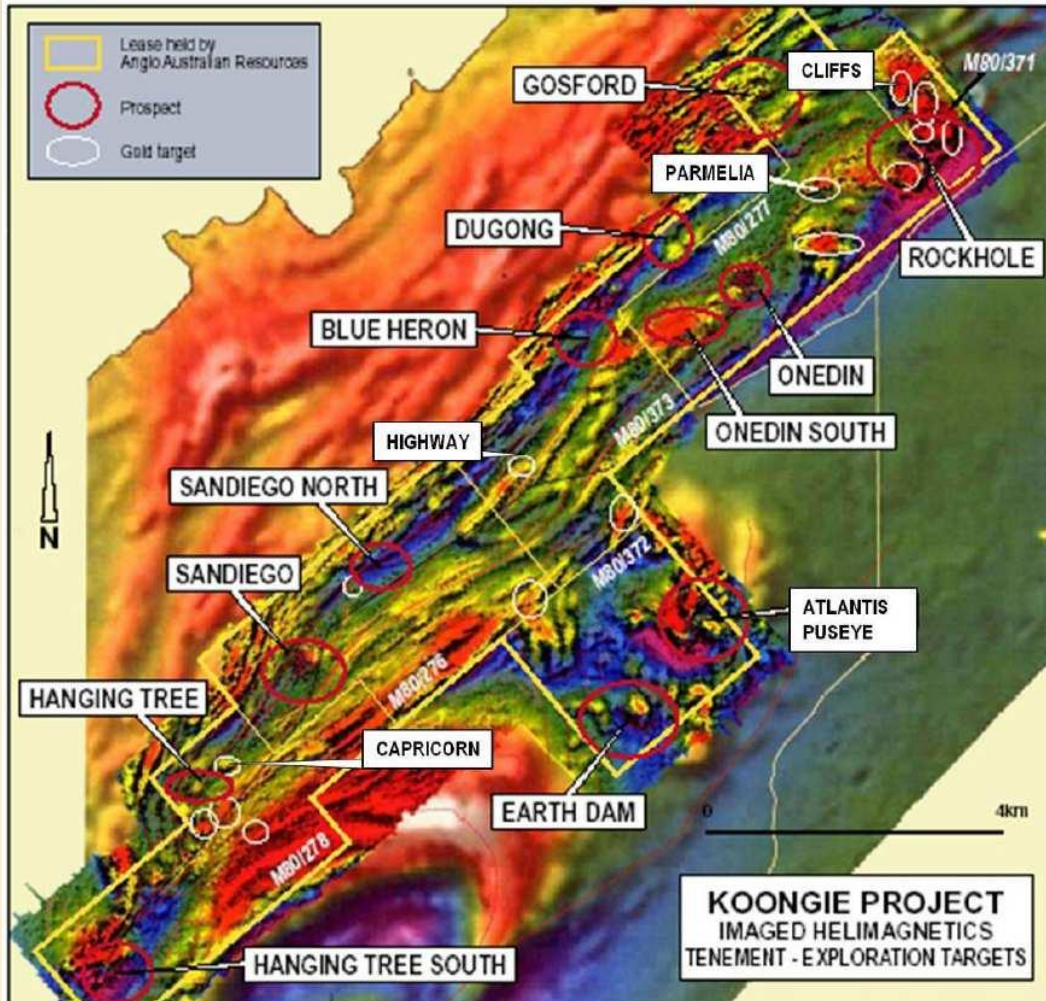 Lease held by
Anglo Australian Resources
Prospect
Gold target
GOSFORD
CLIFFS
M80/371
PARMELIA
DUGONG
M80/277
ROCKHOLE
BLUE HERON
ONEDIN
M80/373
ONEDIN SOUTH
HIGHWAY
SANDIEGO NORTH
N
M80/372
SANDIEGO
ATLANTIS
PUSEYE
M80/276
HANGING TREE
CAPRICORN
EARTH DAM
0 4km
M80/278
KOONGIE PROJECT
IMAGED HELIMAGNETICS
TENEMENT - EXPLORATION TARGETS
HANGING TREE SOUTH